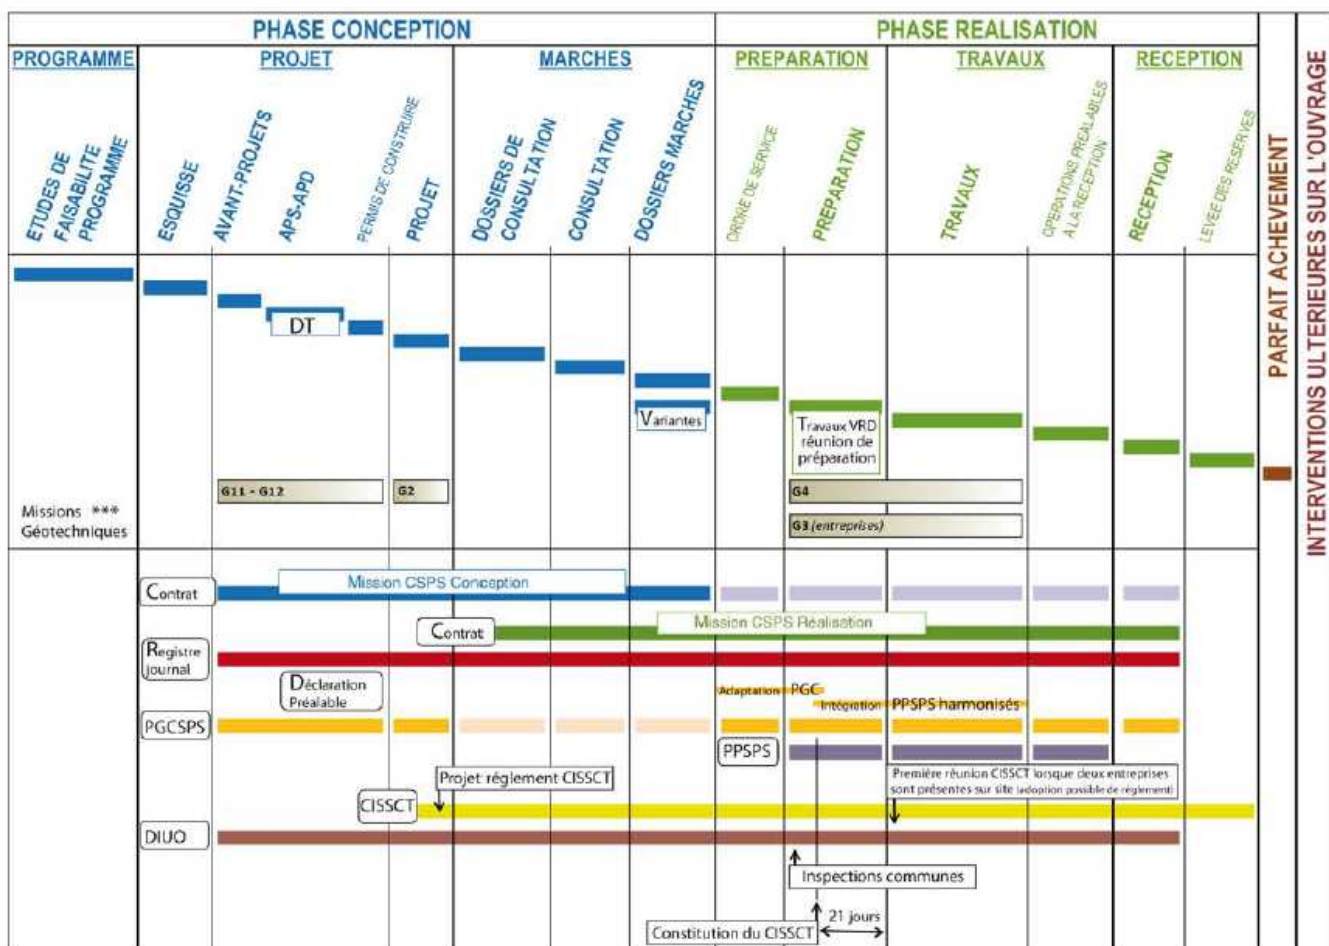 PHASE CONCEPTION
PHASE REALISATION
PROGRAMME
PROJET
MARCHES
PREPARATION
TRAVAUX
RECEPTION
ETUDES DE
FAISABILITE
PROGRAMME
ESQUISSE
AVANT-PROJETS
APS-APD
PERMIS DE CONSTRUIRE
PROJET
DOSSIERS DE
CONSULTATION
CONSULTATION
DOSSIERS MARCHES
ORDRE DE SERVICE
PREPARATION
TRAVAUX
OPERATIONS PREALABLES
A LA RECEPTION
RECEPTION
LEVEE DES RESERVES
PARFAIT ACHEVEMENT
INTERVENTIONS ULTERIEURES SUR L'OUVRAGE
DT
Variantes
Travaux VRD
réunion de
préparation
G11 - G12
G2
G4
G3 (entreprises)
Missions ***
Géotechniques
Contrat
Mission CSPS Conception
Contrat
Mission CSPS Réalisation
Registre
journal
Déclaration
Préalable
Adaptation
PGC
Intégration
PPSPS harmonisés
PGCSPS
PPSPS
Projet réglement CISSCT
Première réunion CISSCT lorsque deux entreprises
sont présentes sur site (adoption possible de réglement)
CISSCT
DIUO
Inspections communes
21 jours
Constitution du CISSCT